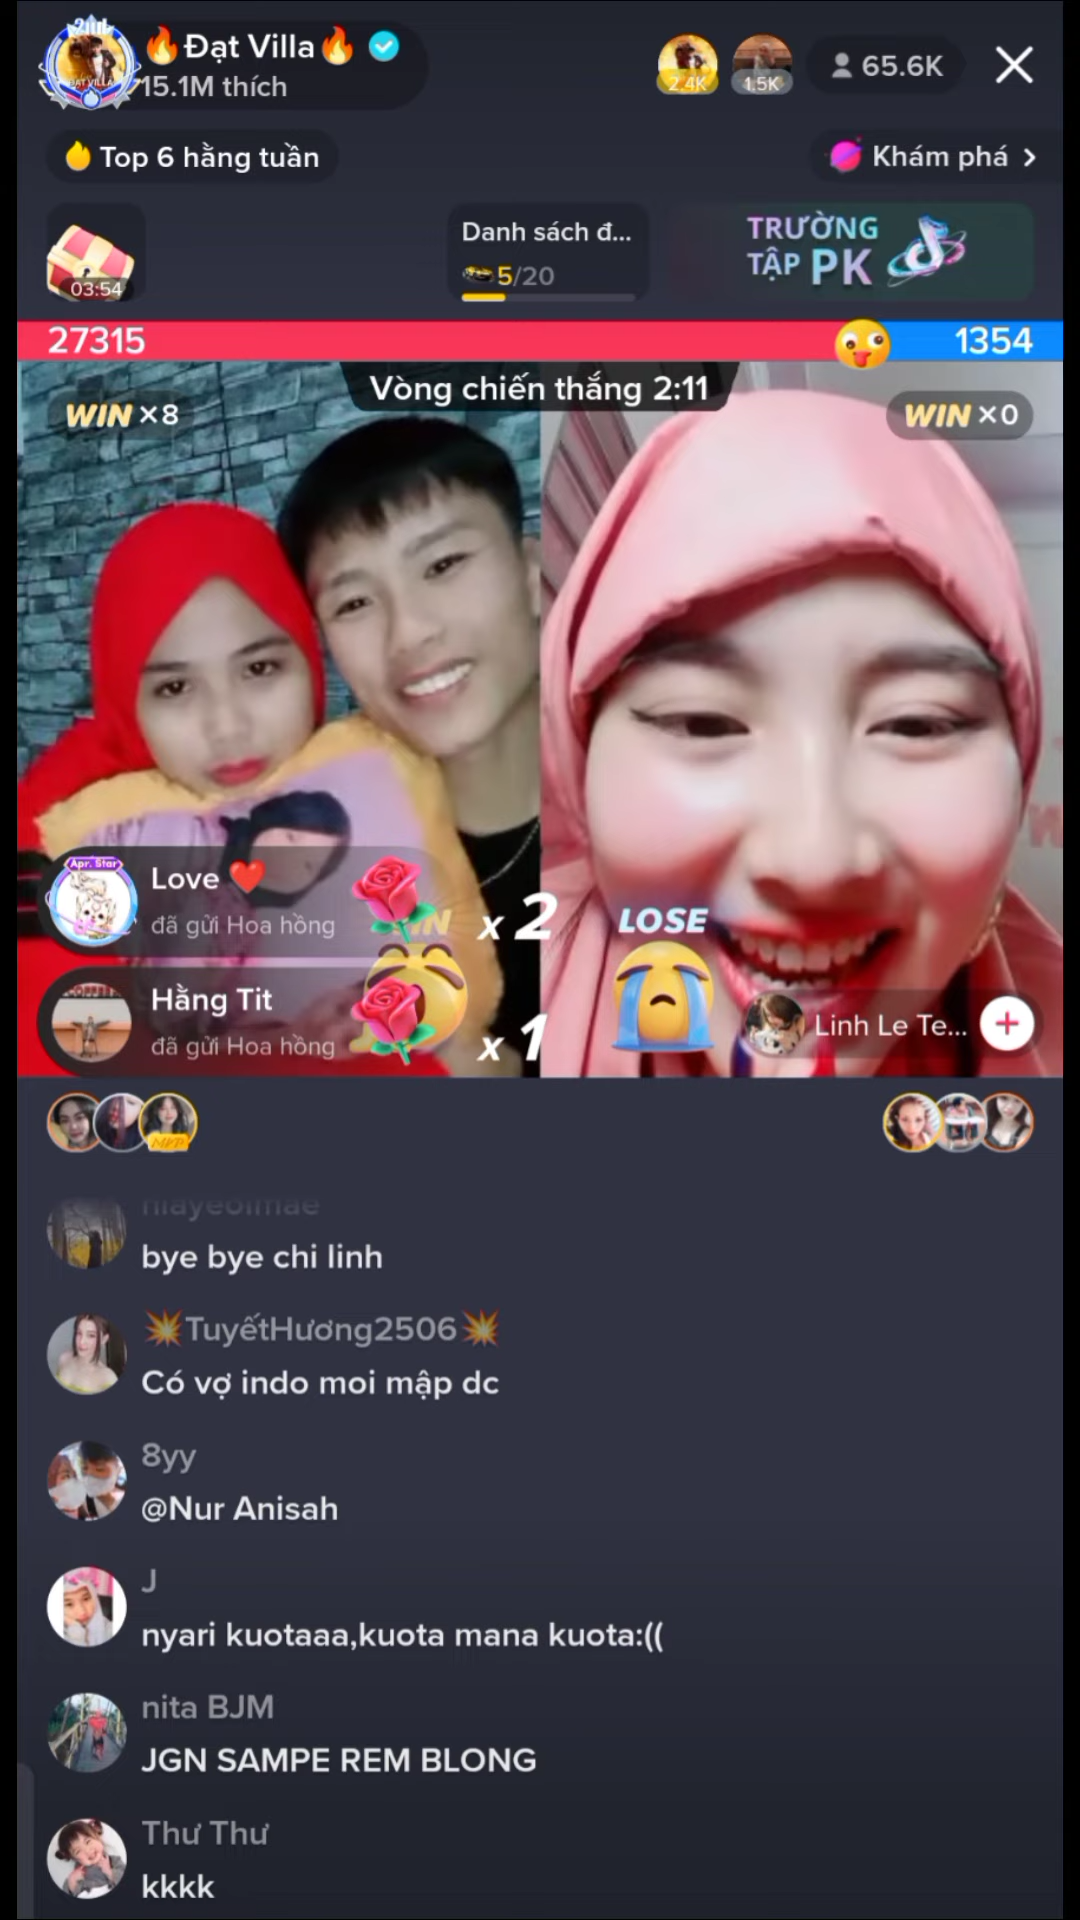 🔥Đạt Villa🔥
15.1M thích
2.4K
1.5K
65.6K
Top 6 hằng tuần
Khám phá >
03:54
Danh sách đ...
5/20
TRƯỜNG
TẬP PK
27315
1354
Vòng chiến thắng 2:11
WIN ×8
WIN ×0
Apr. Star
Love ❤️
đã gửi Hoa hồng
x 2
LOSE
Hằng Tit
đã gửi Hoa hồng
x 1
Linh Le Te...
MVP
bye bye chi linh
💥TuyếtHương2506💥
Có vợ indo moi mập dc
8yy
@Nur Anisah
J
nyari kuotaaa,kuota mana kuota:((
nita BJM
JGN SAMPE REM BLONG
Thư Thư
kkkk